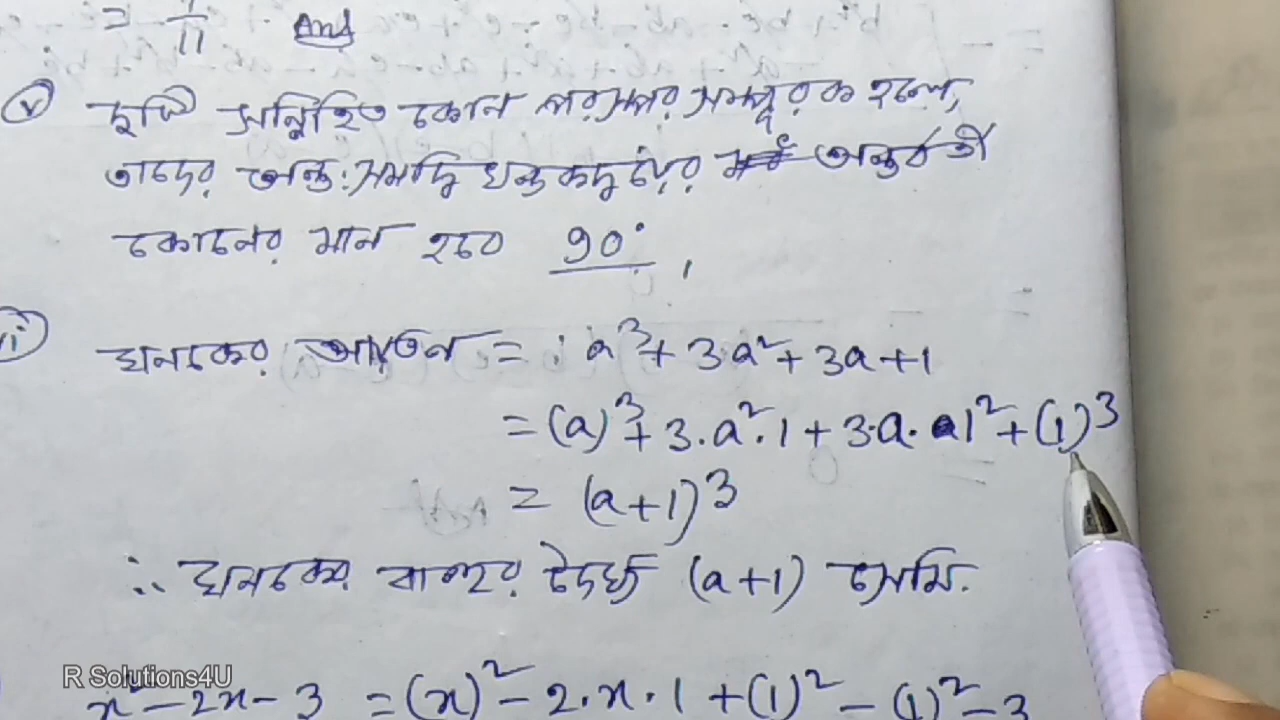 = - 1/11 Ans
(v) দুটি সন্নিহিত কোন পরস্পর সম্পূরক হলে,
তাদের অন্ত:সমদ্বি খন্ডকদ্বয়ের অন্তর্বর্তী
কোনের মান হবে 90°,
vi) ঘনকের আয়তন = a³ + 3a² + 3a + 1
= (a)³ + 3.a².1 + 3.a.1² + (1)³
= (a+1)³
∴ ঘনকের বাহুর দৈর্ঘ্য (a+1) সেমি.
R Solutions4U
x² - 2x - 3 = (x)² - 2.x.1 + (1)² - (1)² - 3